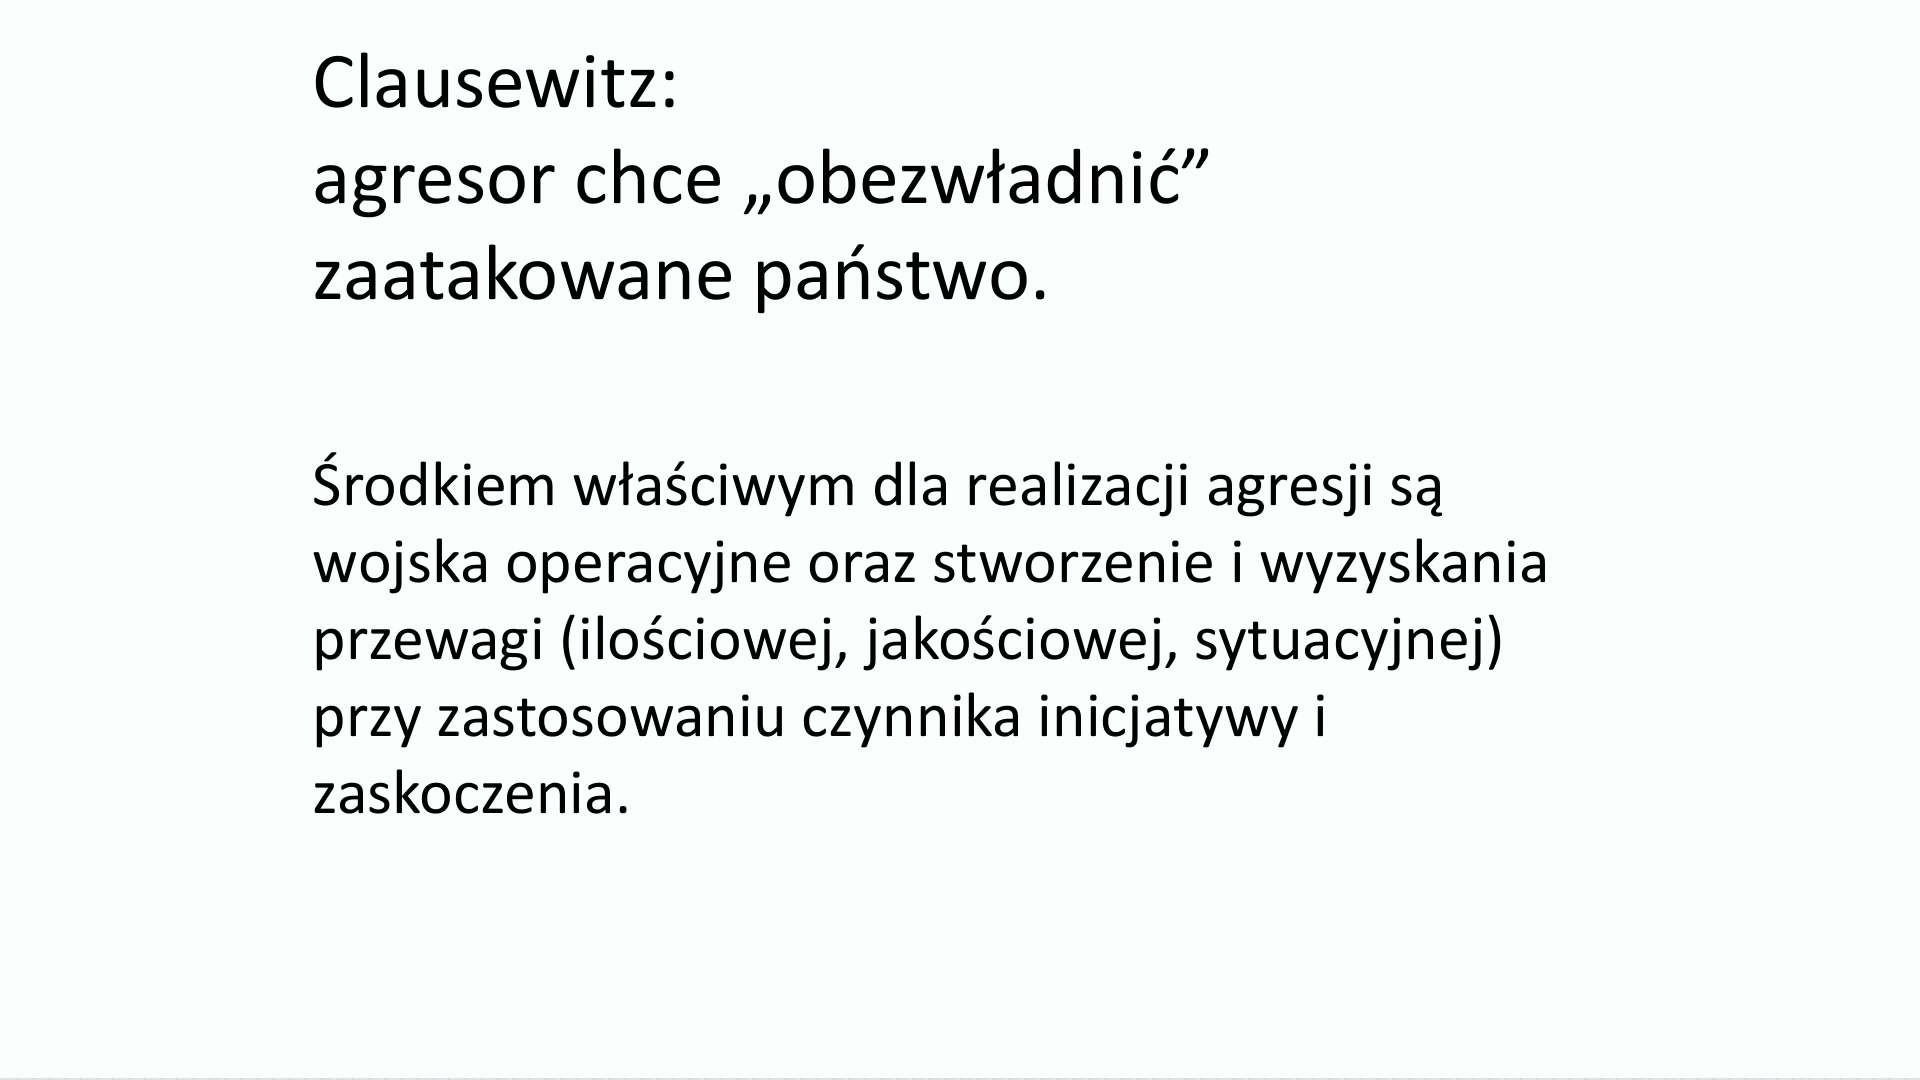 Clausewitz:
agresor chce „obezwładnić”
zaatakowane państwo.
Środkiem właściwym dla realizacji agresji są
wojska operacyjne oraz stworzenie i wyzyskania
przewagi (ilościowej, jakościowej, sytuacyjnej)
przy zastosowaniu czynnika inicjatywy i
zaskoczenia.